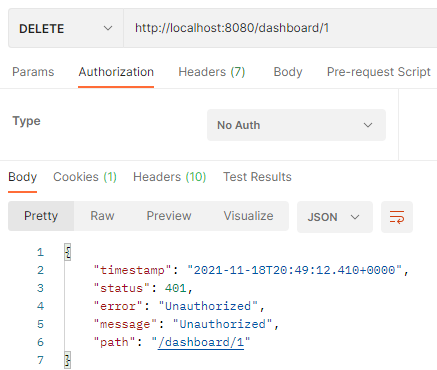 DELETE http://localhost:8080/dashboard/1
Params Authorization Headers (7) Body Pre-request Script
Type No Auth
Body Cookies (1) Headers (10) Test Results
Pretty Raw Preview Visualize JSON
1 {
2 "timestamp": "2021-11-18T20:49:12.410+0000",
3 "status": 401,
4 "error": "Unauthorized",
5 "message": "Unauthorized",
6 "path": "/dashboard/1"
7 }